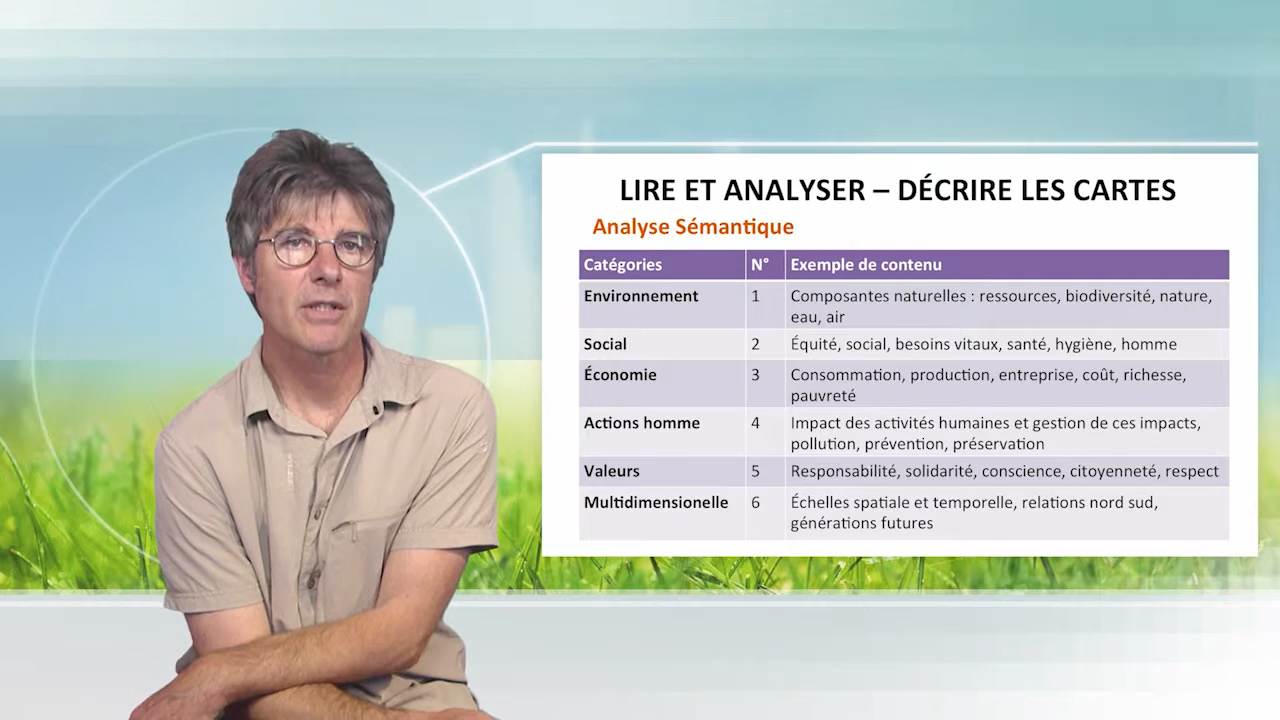 LIRE ET ANALYSER – DÉCRIRE LES CARTES
Analyse Sémantique
Catégories N° Exemple de contenu
Environnement 1 Composantes naturelles : ressources, biodiversité, nature,
eau, air
Social 2 Équité, social, besoins vitaux, santé, hygiène, homme
Économie 3 Consommation, production, entreprise, coût, richesse,
pauvreté
Actions homme 4 Impact des activités humaines et gestion de ces impacts,
pollution, prévention, préservation
Valeurs 5 Responsabilité, solidarité, conscience, citoyenneté, respect
Multidimensionelle 6 Échelles spatiale et temporelle, relations nord sud,
générations futures